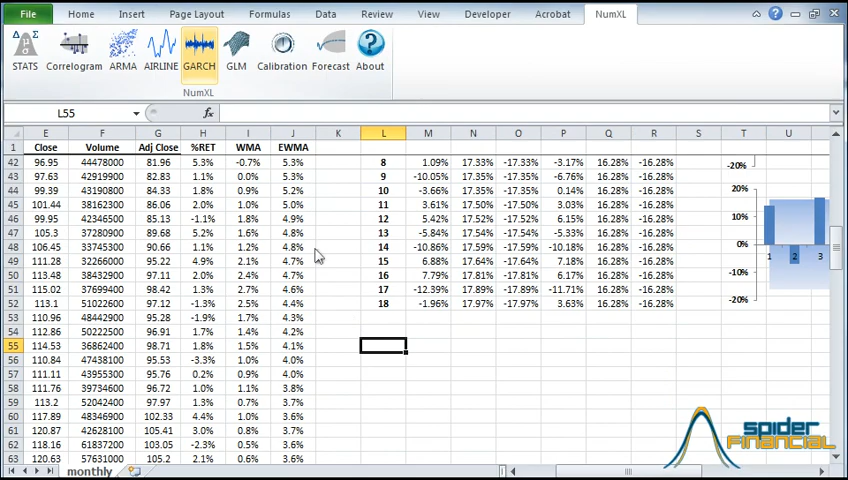 File Home Insert Page Layout Formulas Data Review View Developer Acrobat NumXL
STATS Correlogram ARMA AIRLINE GARCH GLM Calibration Forecast About
NumXL
L55 fx
E F G H I J K L M N O P Q R S T U
1 Close Volume Adj Close %RET WMA EWMA -20%
42 96.95 44478000 81.96 5.3% -0.7% 5.3% 8 1.09% 17.33% -17.33% -3.17% 16.28% -16.28%
43 97.63 42919900 82.83 1.1% 0.0% 5.3% 9 -10.05% 17.35% -17.35% -6.76% 16.28% -16.28%
44 99.39 43190800 84.33 1.8% 0.9% 5.2% 10 -3.66% 17.35% -17.35% 0.14% 16.28% -16.28% 20%
45 101.44 38162300 86.06 2.0% 1.0% 5.0% 11 3.61% 17.50% -17.50% 3.03% 16.28% -16.28%
46 99.95 42346500 85.13 -1.1% 1.8% 4.9% 12 5.42% 17.52% -17.52% 6.15% 16.28% -16.28% 10%
47 105.3 37280900 89.68 5.2% 1.6% 4.8% 13 -5.84% 17.54% -17.54% -5.33% 16.28% -16.28%
48 106.45 33745300 90.66 1.1% 1.2% 4.8% 14 -10.86% 17.59% -17.59% -10.18% 16.28% -16.28% 0%
49 111.28 32266000 95.22 4.9% 2.1% 4.7% 15 6.88% 17.64% -17.64% 7.18% 16.28% -16.28% 1 2 3
50 113.48 38432900 97.11 2.0% 2.4% 4.7% 16 7.79% 17.81% -17.81% 6.17% 16.28% -16.28% -10%
51 115.02 37699400 98.42 1.3% 2.7% 4.6% 17 -12.39% 17.89% -17.89% -11.71% 16.28% -16.28%
52 113.1 51022600 97.12 -1.3% 2.5% 4.4% 18 -1.96% 17.97% -17.97% 3.63% 16.28% -16.28% -20%
53 110.96 48442900 95.28 -1.9% 1.7% 4.3%
54 112.86 50222500 96.91 1.7% 1.4% 4.2%
55 114.53 36862400 98.71 1.8% 1.5% 4.1%
56 110.84 47438100 95.53 -3.3% 1.0% 4.0%
57 111.11 43955300 95.76 0.2% 0.9% 4.0%
58 111.76 39734600 96.72 1.0% 1.1% 3.8%
59 112.9 52042400 97.97 1.3% 0.7% 3.7%
60 117.89 48346900 102.33 4.4% 1.0% 3.6%
61 120.87 42128600 105.41 3.0% 0.8% 3.7%
62 118.16 61837200 103.05 -2.3% 0.5% 3.6%
63 120.63 57631000 105.2 2.1% 0.6% 3.6%
monthly
spider
Financial